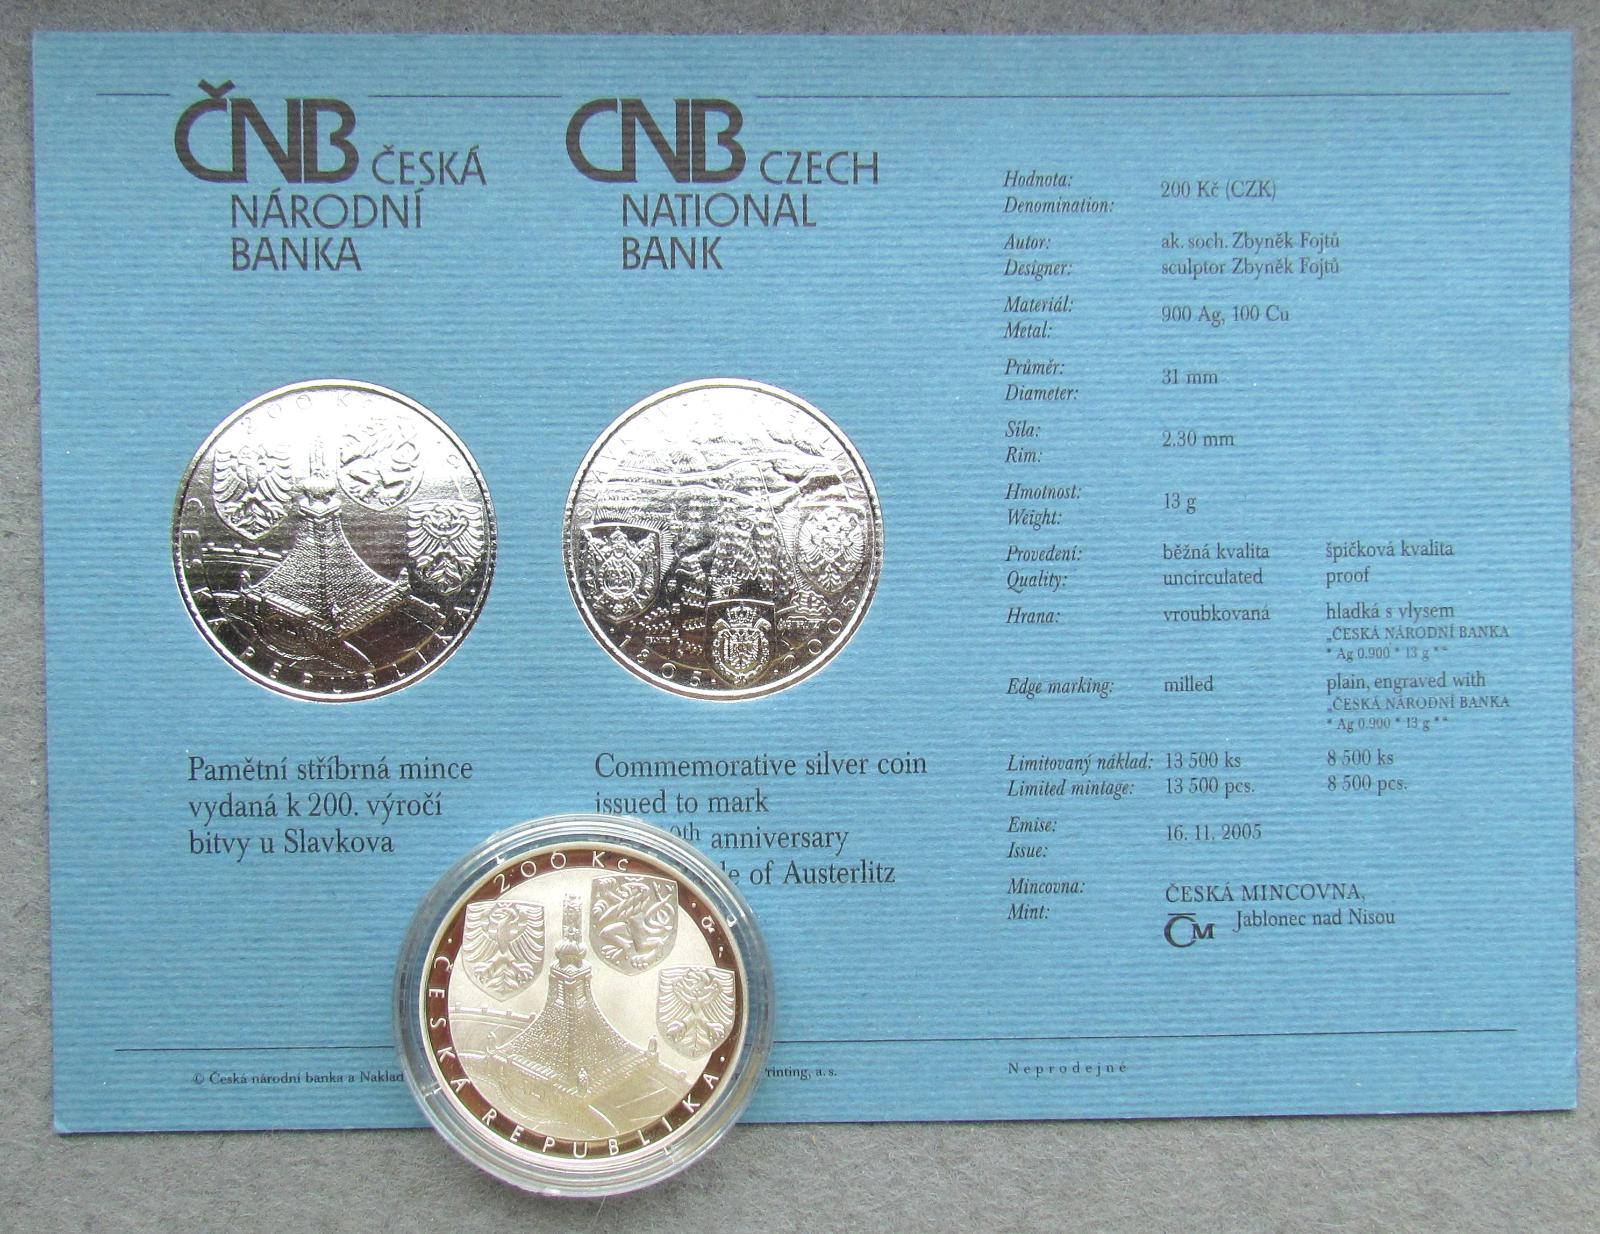 ČNB ČESKÁ
NÁRODNÍ
BANKA
CNB CZECH
NATIONAL
BANK
200 K
ČESKÁ REPUBLIKA
1805 · 2005
Pamětní stříbrná mince
vydaná k 200. výročí
bitvy u Slavkova
Commemorative silver coin
issued to mark
anniversary
of Austerlitz
Hodnota:
Denomination:
200 Kč (CZK)
Autor:
Designer:
ak. soch. Zbyněk Fojtů
sculptor Zbyněk Fojtů
Materiál:
Metal:
900 Ag, 100 Cu
Průměr:
Diameter:
31 mm
Síla:
Rim:
2.30 mm
Hmotnost:
Weight:
13 g
Provedení: běžná kvalita špičková kvalita
Quality: uncirculated proof
Hrana: vroubkovaná hladká s vlysem
„ČESKÁ NÁRODNÍ BANKA
* Ag 0.900 * 13 g *“
Edge marking: milled plain, engraved with
„ČESKÁ NÁRODNÍ BANKA
* Ag 0.900 * 13 g *“
Limitovaný náklad: 13 500 ks 8 500 ks
Limited mintage: 13 500 pcs. 8 500 pcs.
Emise:
Issue:
16. 11. 2005
Mincovna:
Mint:
ČESKÁ MINCOVNA,
ČM Jablonec nad Nisou
© Česká národní banka a Naklad
rinting, a. s.
Neprodejné
200 Kč
· ČESKÁ REPUBLIKA ·